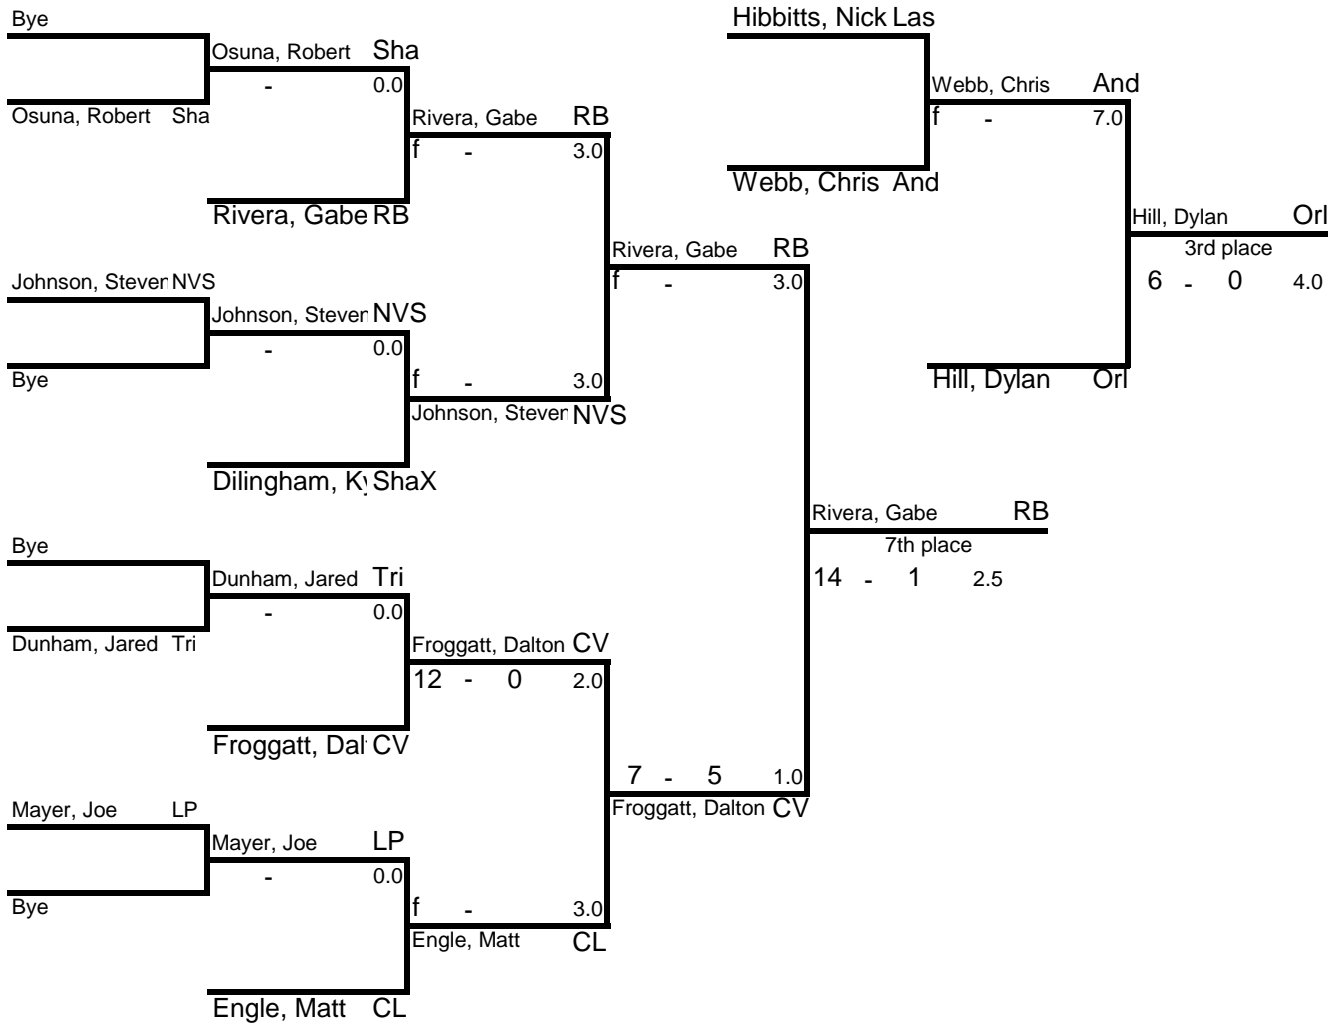 Bye
Osuna, Robert Sha
- 0.0
Osuna, Robert Sha
Rivera, Gabe RB
f - 3.0
Rivera, Gabe RB
Rivera, Gabe RB
f - 3.0
Johnson, Steven NVS
Johnson, Steven NVS
- 0.0
Bye
f - 3.0
Johnson, Steven NVS
Dilingham, Ky ShaX
Rivera, Gabe RB
7th place
14 - 1 2.5
Bye
Dunham, Jared Tri
- 0.0
Dunham, Jared Tri
Froggatt, Dalton CV
12 - 0 2.0
Froggatt, Dal CV
7 - 5 1.0
Froggatt, Dalton CV
Mayer, Joe LP
Mayer, Joe LP
- 0.0
Bye
f - 3.0
Engle, Matt CL
Engle, Matt CL
Hibbitts, Nick Las
Webb, Chris And
f - 7.0
Webb, Chris And
Hill, Dylan Orl
3rd place
6 - 0 4.0
Hill, Dylan Orl